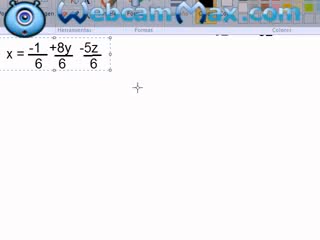 WebcamMax.com
Herramientas Formas Colores
x = -1/6 +8y/6 -5z/6